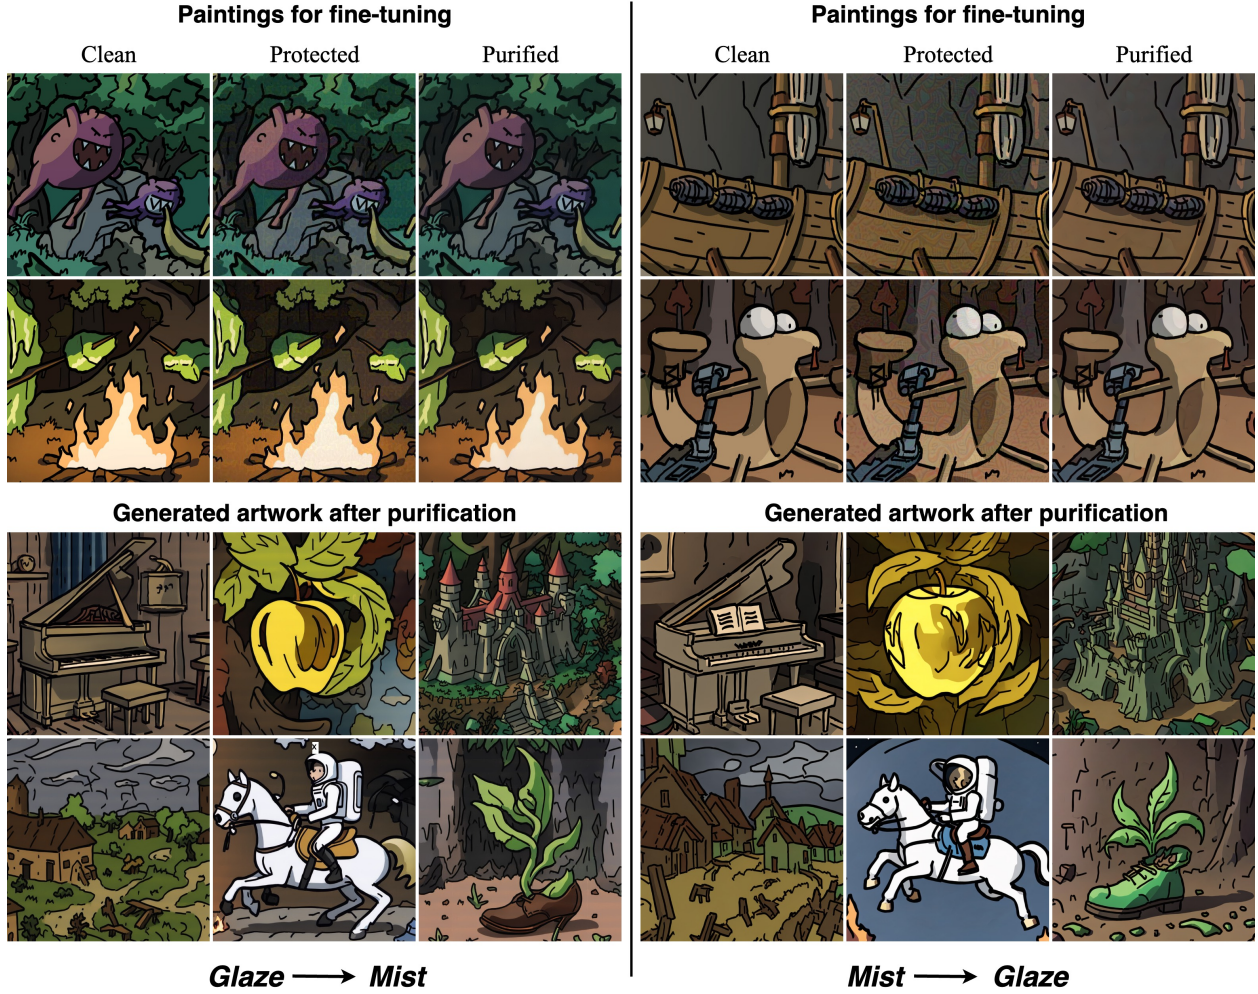 Paintings for fine-tuning
Clean Protected Purified
Generated artwork after purification
Glaze → Mist
Paintings for fine-tuning
Clean Protected Purified
Generated artwork after purification
Mist → Glaze